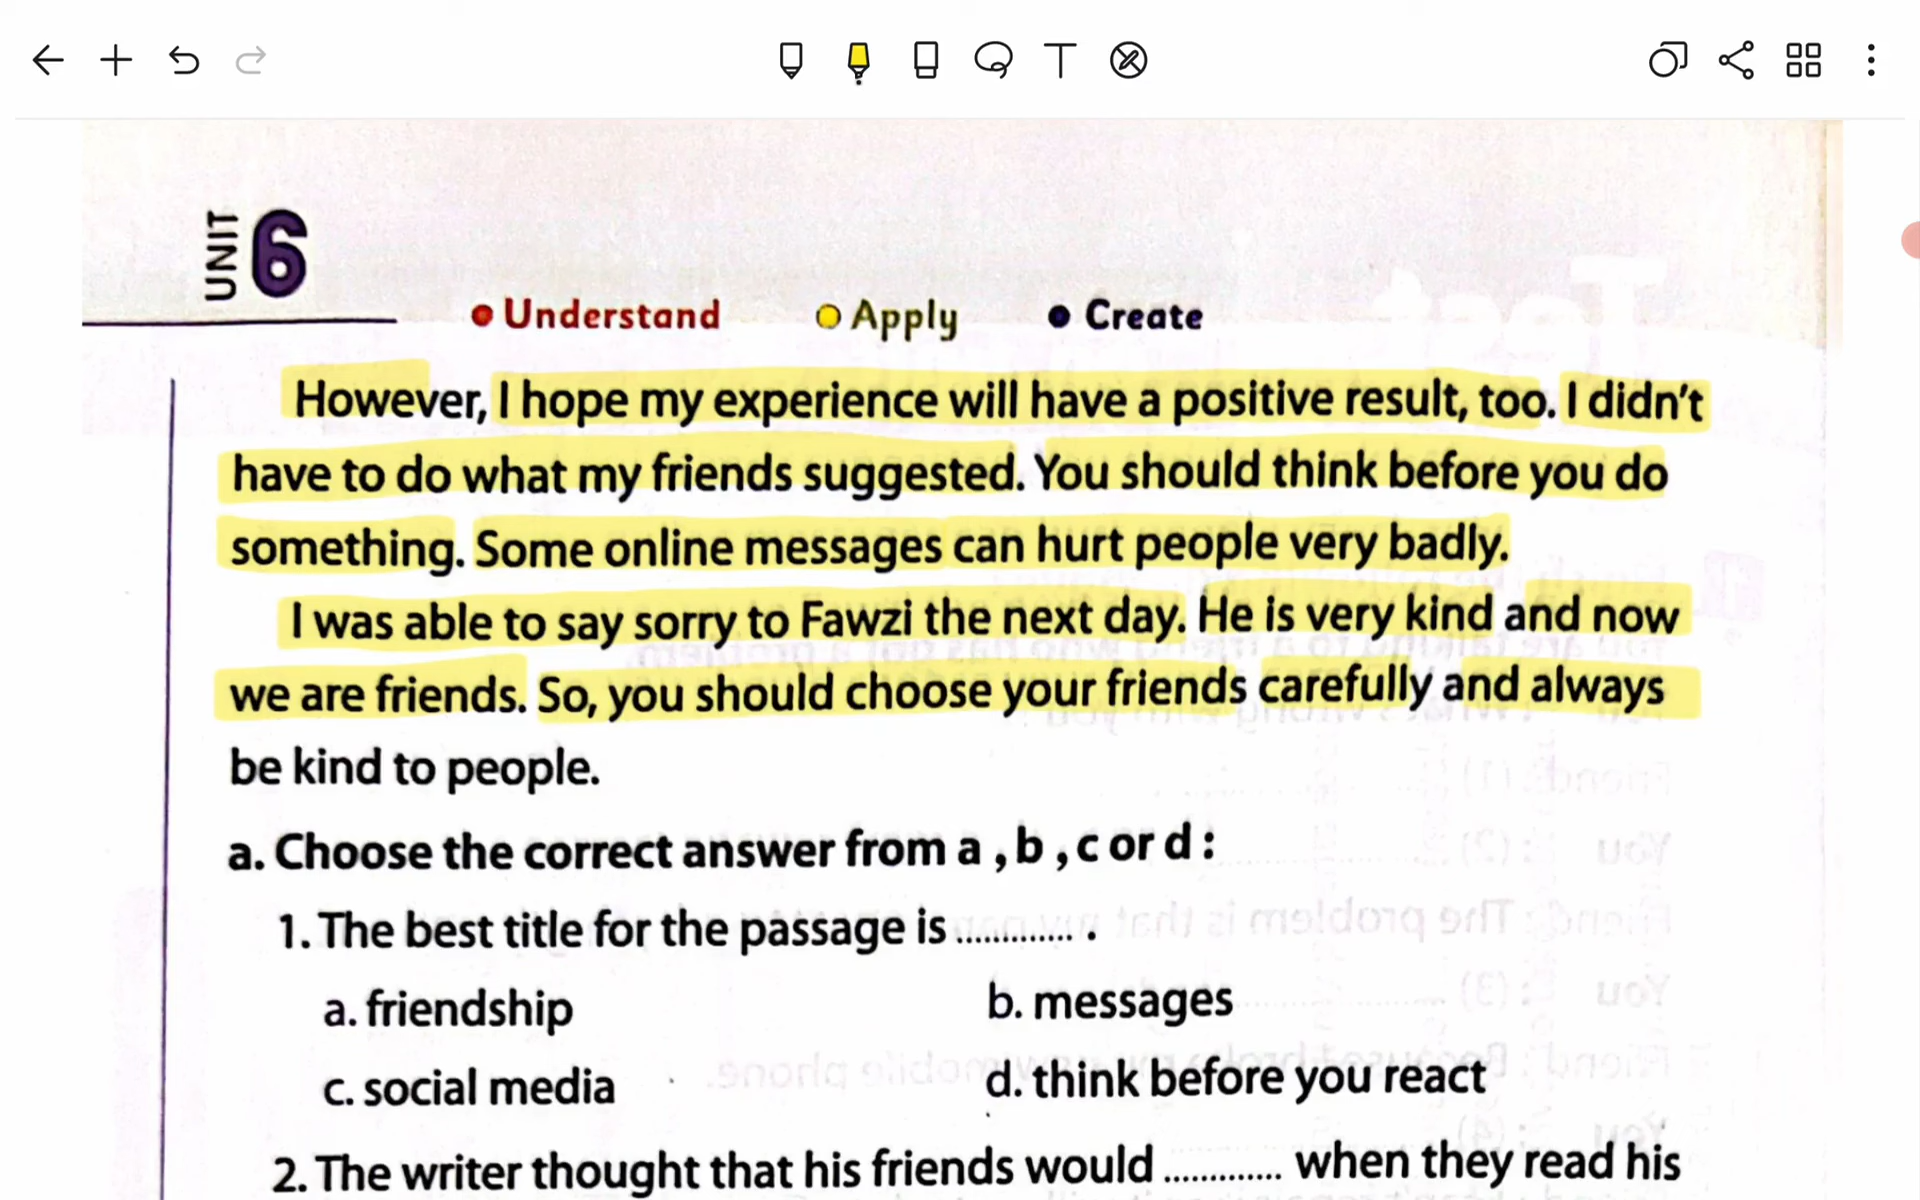 UNIT 6
Understand Apply Create
However, I hope my experience will have a positive result, too. I didn't
have to do what my friends suggested. You should think before you do
something. Some online messages can hurt people very badly.
I was able to say sorry to Fawzi the next day. He is very kind and now
we are friends. So, you should choose your friends carefully and always
be kind to people.
a. Choose the correct answer from a , b , c or d :
1. The best title for the passage is ............. .
a. friendship b. messages
c. social media d. think before you react
2. The writer thought that his friends would ............ when they read his